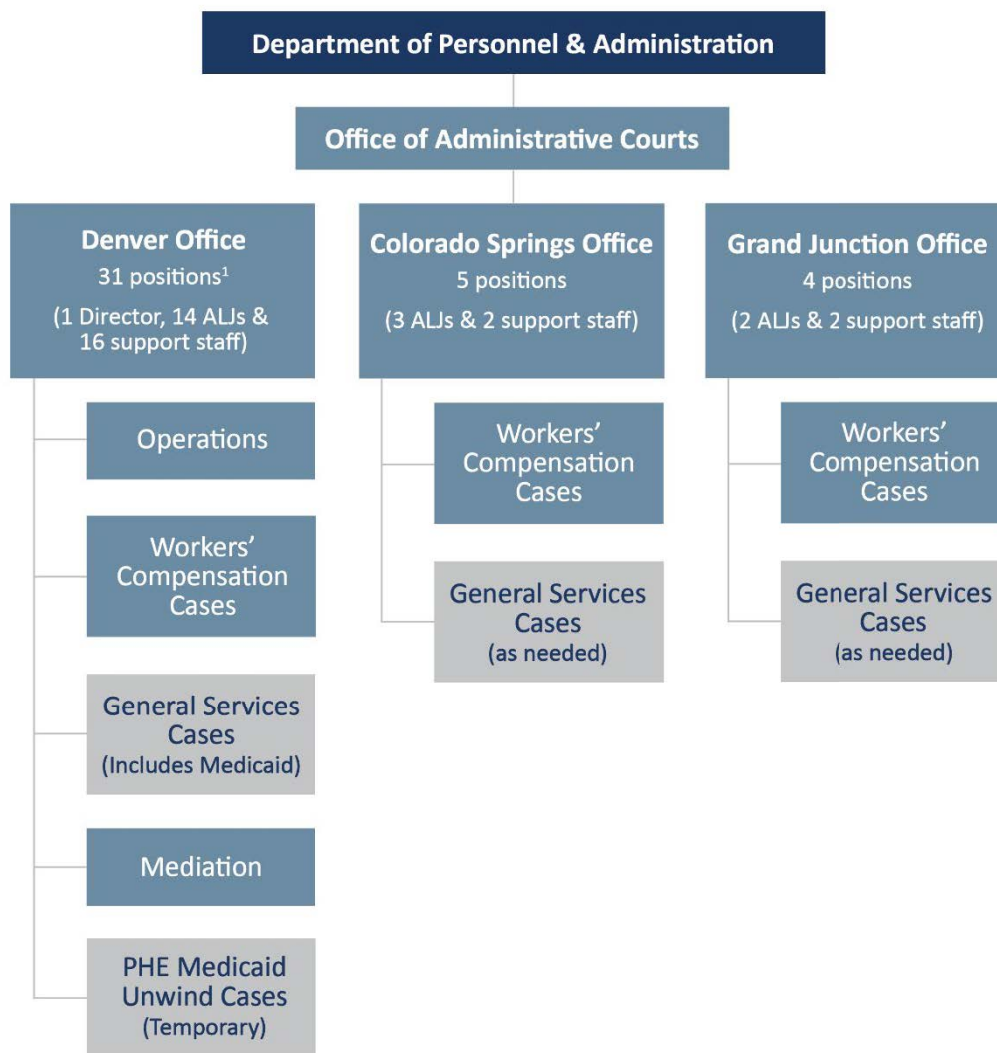 Department of Personnel & Administration
Office of Administrative Courts
Denver Office
31 positions¹
(1 Director, 14 ALJs &
16 support staff)
Operations
Workers’
Compensation
Cases
General Services
Cases
(Includes Medicaid)
Mediation
PHE Medicaid
Unwind Cases
(Temporary)
Colorado Springs Office
5 positions
(3 ALJs & 2 support staff)
Workers’
Compensation
Cases
General Services
Cases
(as needed)
Grand Junction Office
4 positions
(2 ALJs & 2 support staff)
Workers’
Compensation
Cases
General Services
Cases
(as needed)